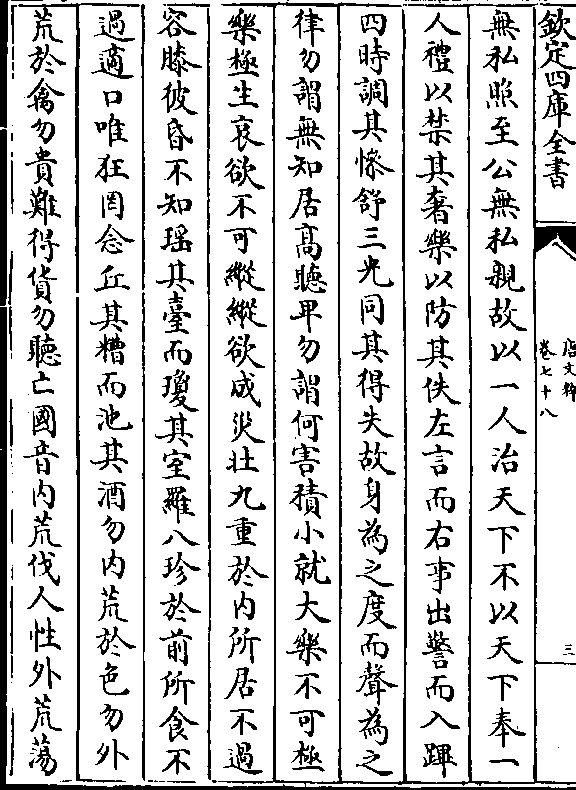 欽定四庫全書
唐文粹
卷七十八
三
無私照至公無私親故以一人治天下不以天下奉一
人禮以禁其奢樂以防其佚左言而右事出警而入蹕
四時調其慘舒三光同其得失故身為之度而聲為之
律勿謂無知居髙聽卑勿謂何害積小就大樂不可極
樂極生哀欲不可縱縱欲成災壯九重於内所居不過
容膝彼昏不知瑶其臺而瓊其室羅八珍於前所食不
過適口唯狂罔念丘其糟而池其酒勿内荒於色勿外
荒於禽勿貴難得貨勿聽亡國音内荒伐人性外荒蕩